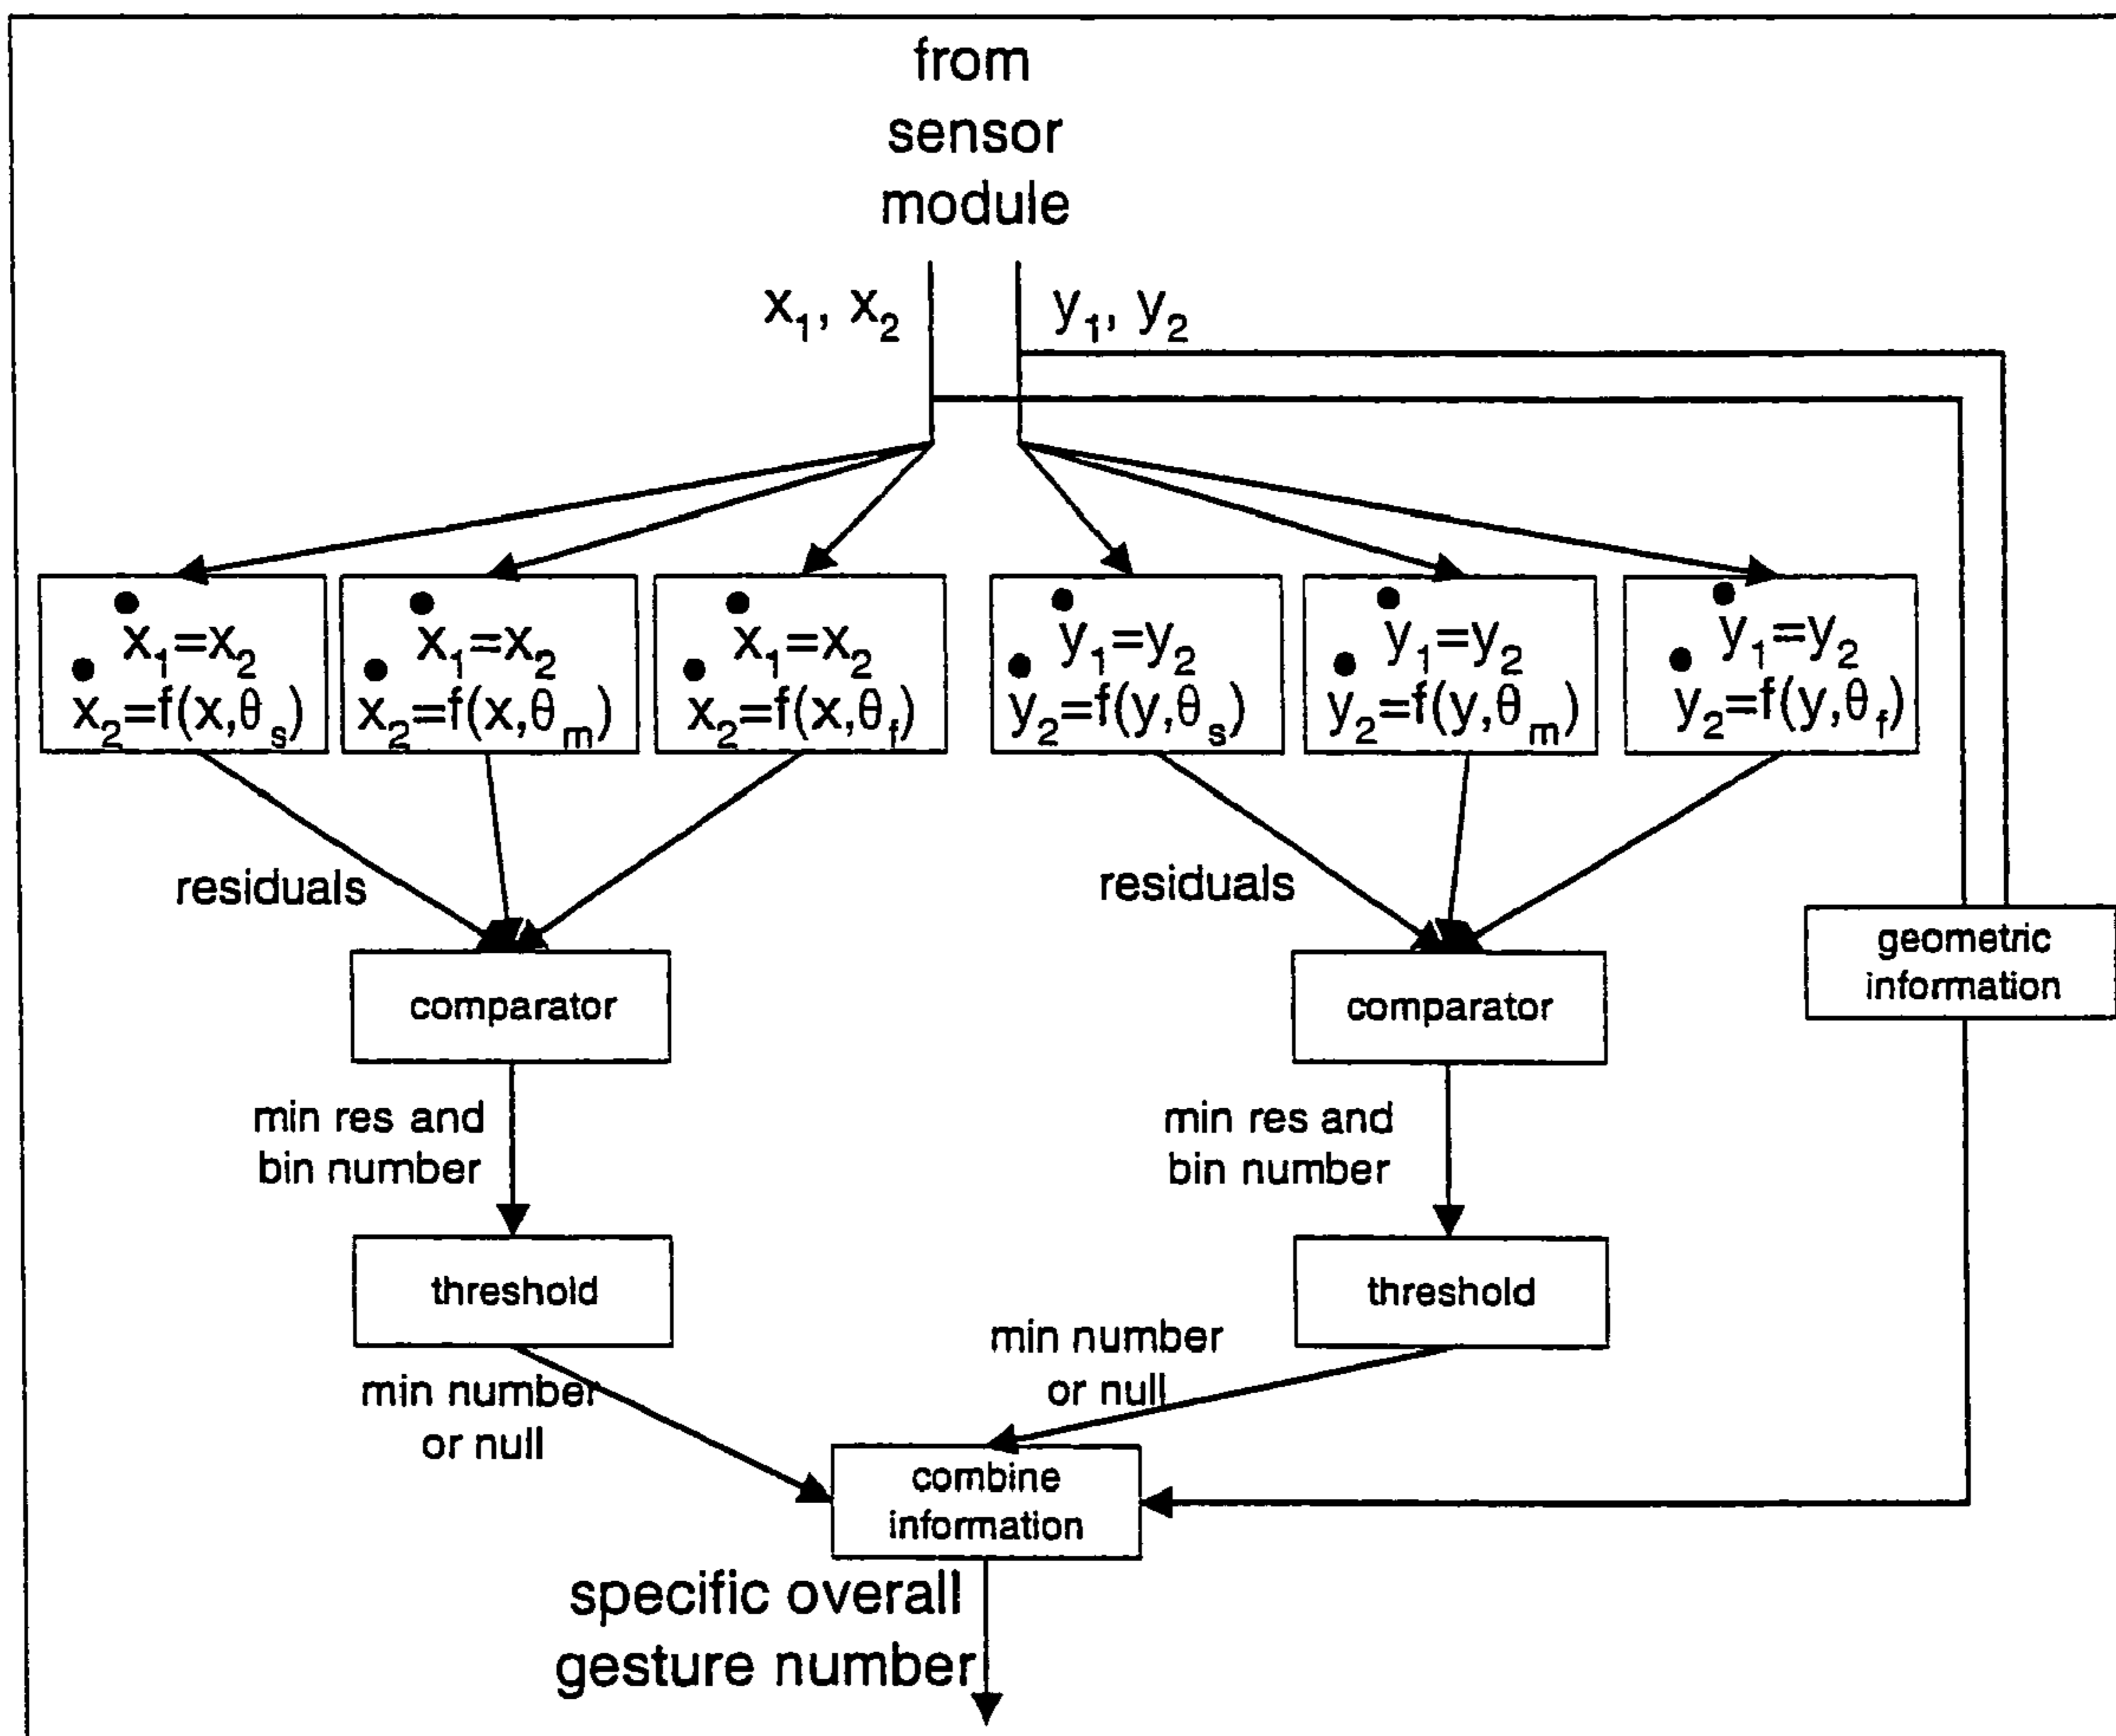 from
sensor
module
x₁, x₂
y₁, y₂
ẋ₁=x₂
ẋ₂=f(x,θₛ)
ẋ₁=x₂
ẋ₂=f(x,θₘ)
ẋ₁=x₂
ẋ₂=f(x,θ_f)
ẏ₁=y₂
ẏ₂=f(y,θₛ)
ẏ₁=y₂
ẏ₂=f(y,θₘ)
ẏ₁=y₂
ẏ₂=f(y,θ_f)
residuals
residuals
geometric
information
comparator
comparator
min res and
bin number
min res and
bin number
threshold
threshold
min number
or null
min number
or null
combine
information
specific overall
gesture number